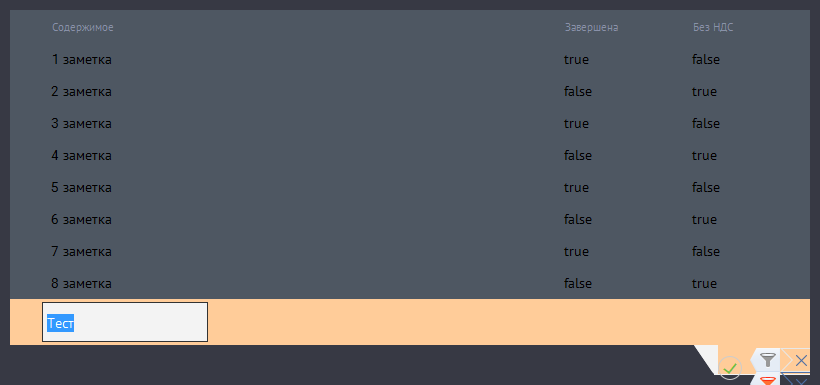 Содержимое Завершена Без НДС
1 заметка true false
2 заметка false true
3 заметка true false
4 заметка false true
5 заметка true false
6 заметка false true
7 заметка true false
8 заметка false true
Тест